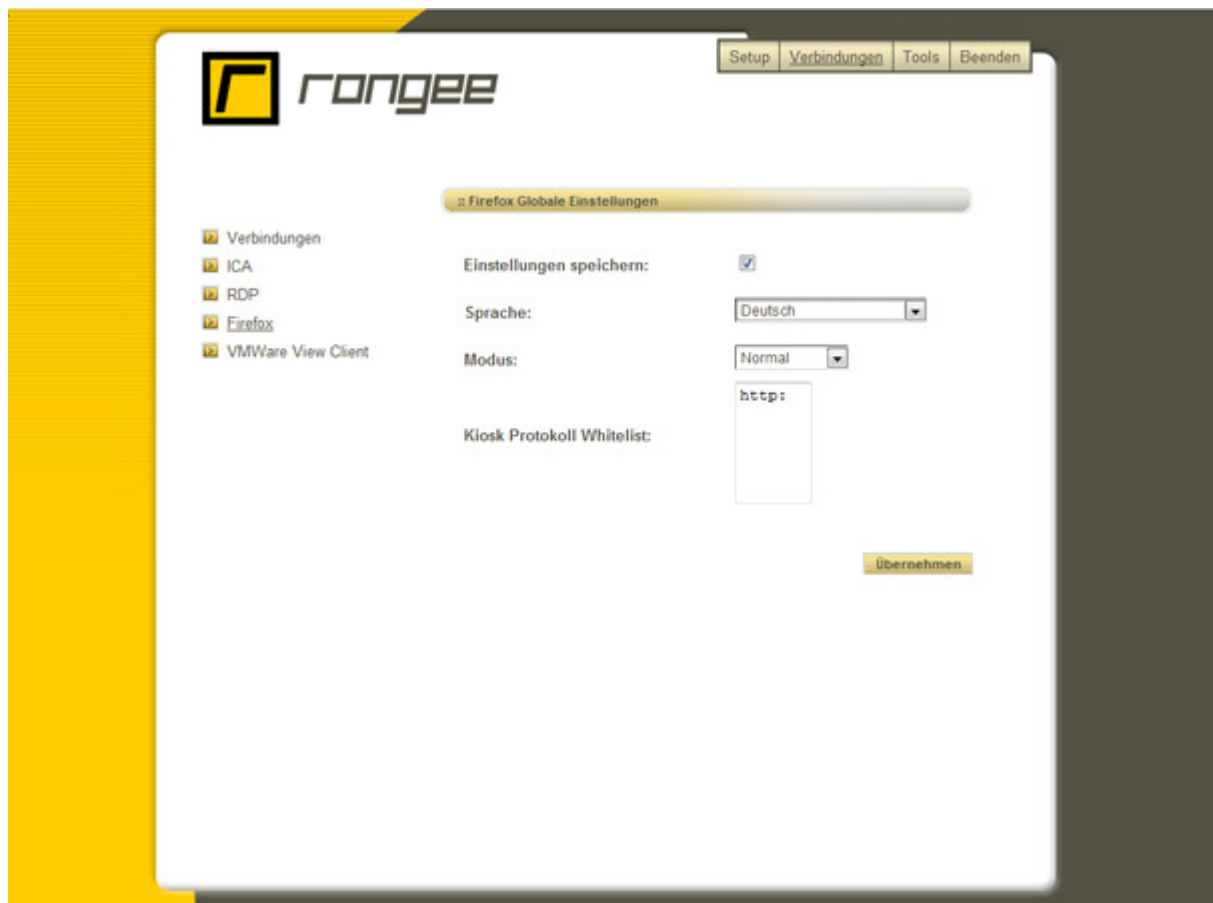 rangee
Setup Verbindungen Tools Beenden
:: Firefox Globale Einstellungen
Verbindungen
ICA
RDP
Firefox
VMWare View Client
Einstellungen speichern:
Sprache: Deutsch
Modus: Normal
Kiosk Protokoll Whitelist: http:
Übernehmen